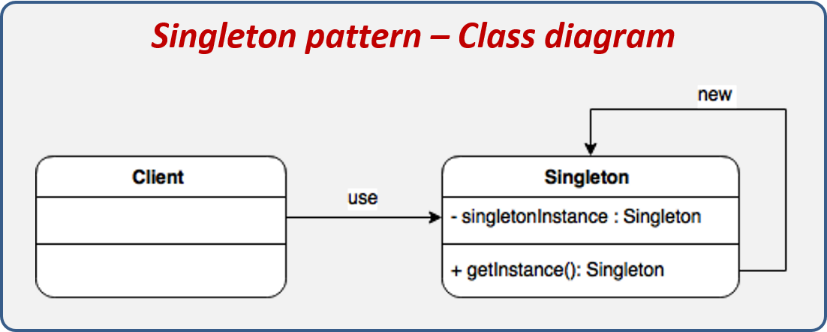 Singleton pattern – Class diagram
new
Client
use
Singleton
- singletonInstance : Singleton
+ getInstance(): Singleton